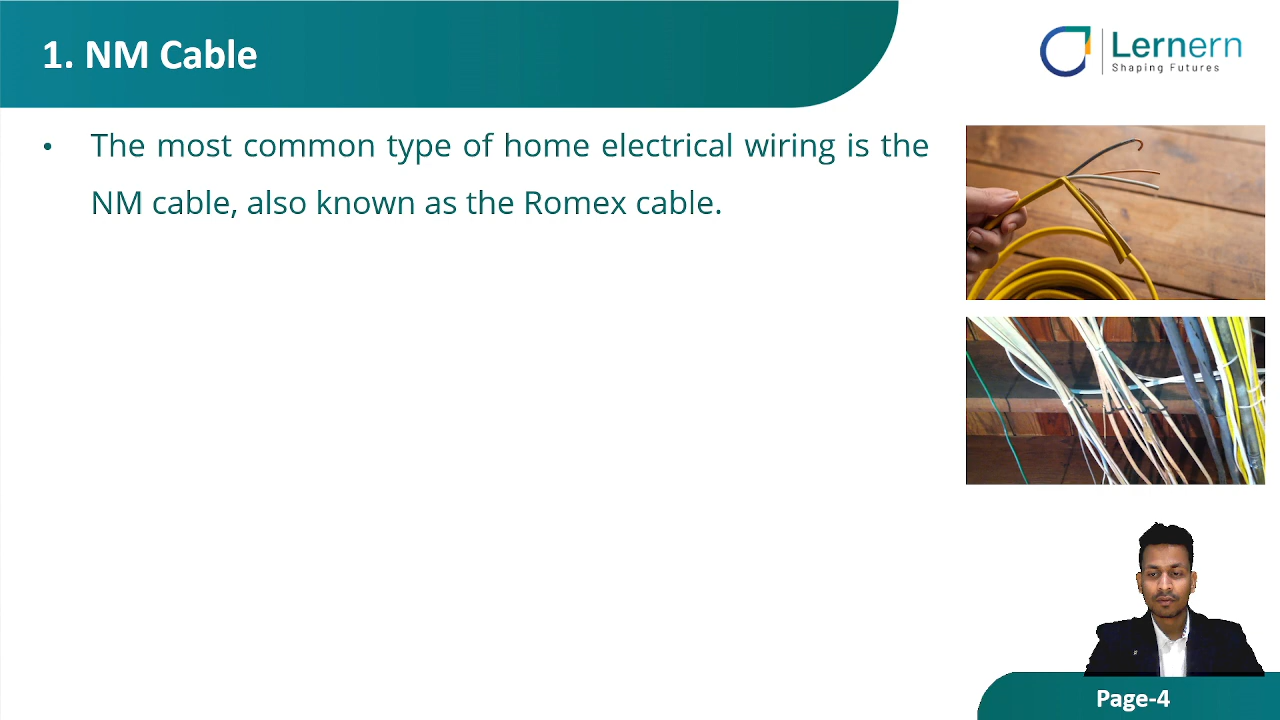 1. NM Cable
Lernern
Shaping Futures
• The most common type of home electrical wiring is the
NM cable, also known as the Romex cable.
Page-4